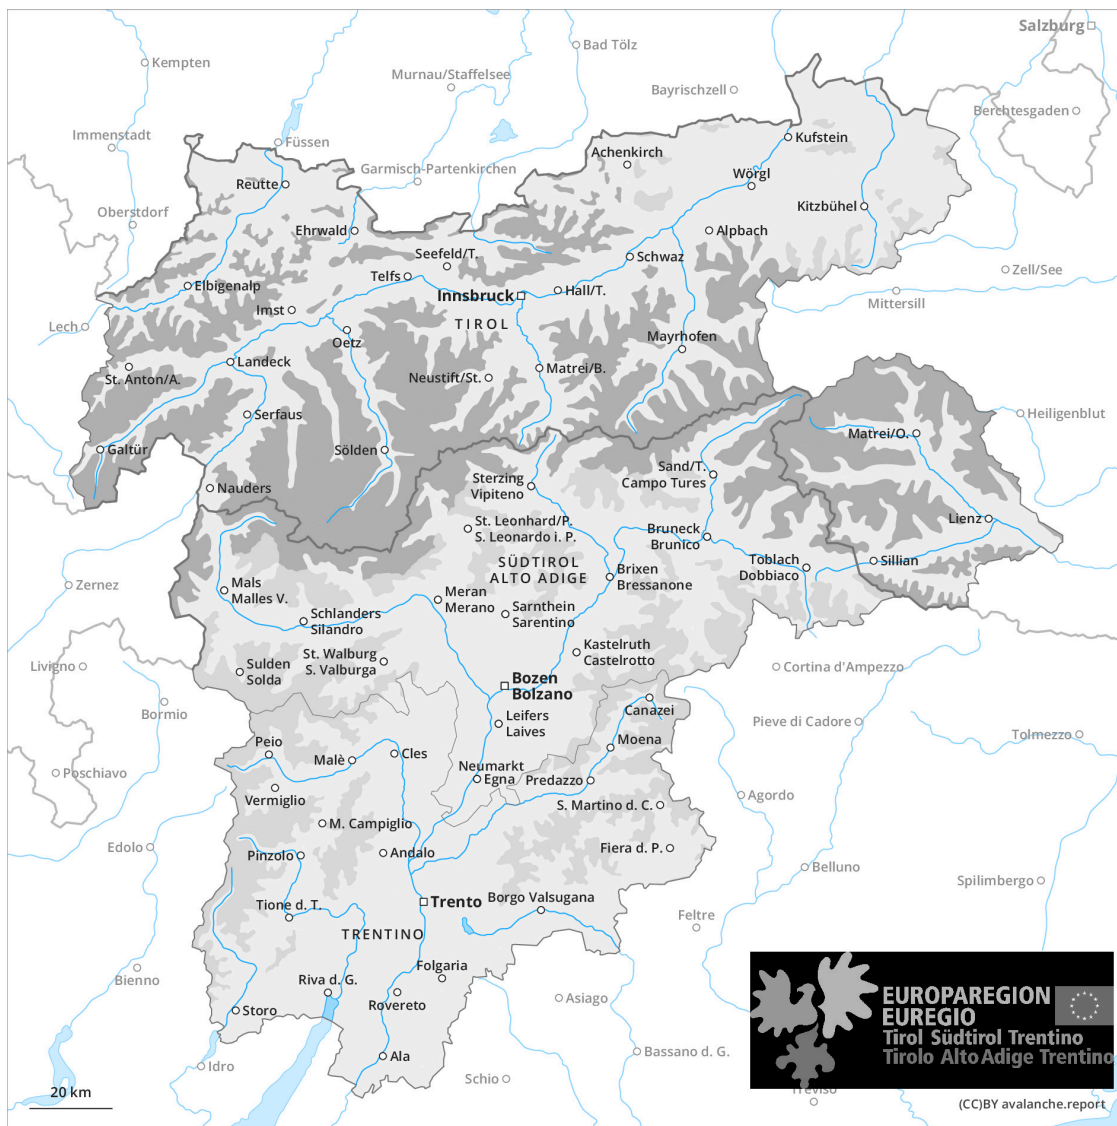 Salzburg
Bad Tölz
Kempten
Murnau/Staffelsee
Bayrischzell
Berchtesgaden
Immenstadt
Füssen
Kufstein
Achenkirch
Garmisch-Partenkirchen
Wörgl
Reutte
Kitzbühel
Oberstdorf
Ehrwald
Alpbach
Seefeld/T.
Schwaz
Zell/See
Telfs
Elbigenalp
Hall/T.
Innsbruck
Mittersill
Imst
TIROL
Lech
Oetz
Mayrhofen
Landeck
Matrei/B.
St. Anton/A.
Neustift/St.
Serfaus
Heiligenblut
Matrei/O.
Galtür
Sölden
Sterzing
Vipiteno
Sand/T.
Campo Tures
Nauders
St. Leonhard/P.
S. Leonardo i. P.
Lienz
Bruneck
Brunico
SÜDTIROL
ALTO ADIGE
Toblach
Dobbiaco
Sillian
Brixen
Bressanone
Zernez
Mals
Malles V.
Meran
Merano
Schlanders
Silandro
Sarnthein
Sarentino
Kastelruth
Castelrotto
St. Walburg
S. Valburga
Livigno
Sulden
Solda
Cortina d'Ampezzo
Bozen
Bolzano
Bormio
Canazei
Leifers
Laives
Pieve di Cadore
Tolmezzo
Peio
Moena
Malè
Cles
Poschiavo
Neumarkt
Egna
Predazzo
Vermiglio
Agordo
S. Martino d. C.
M. Campiglio
Edolo
Fiera d. P.
Pinzolo
Andalo
Belluno
Spilimbergo
Trento
Borgo Valsugana
Tione d. T.
Feltre
TRENTINO
Folgaria
Bienno
Riva d. G.
Rovereto
Asiago
Storo
EUROPAREGION
EUREGIO
Tirol Südtirol Trentino
Tirolo Alto Adige Trentino
Ala
Bassano d. G.
Idro
Schio
Treviso
20 km
(CC)BY avalanche.report